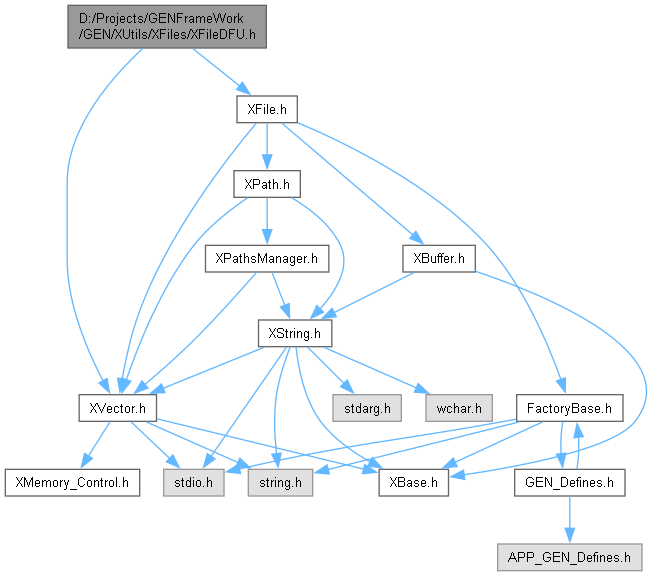 D:/Projects/GENFrameWork
/GEN/XUtils/XFiles/XFileDFU.h
XFile.h
XPath.h
XPathsManager.h
XBuffer.h
XString.h
XVector.h
stdarg.h
wchar.h
FactoryBase.h
XMemory_Control.h
stdio.h
string.h
XBase.h
GEN_Defines.h
APP_GEN_Defines.h